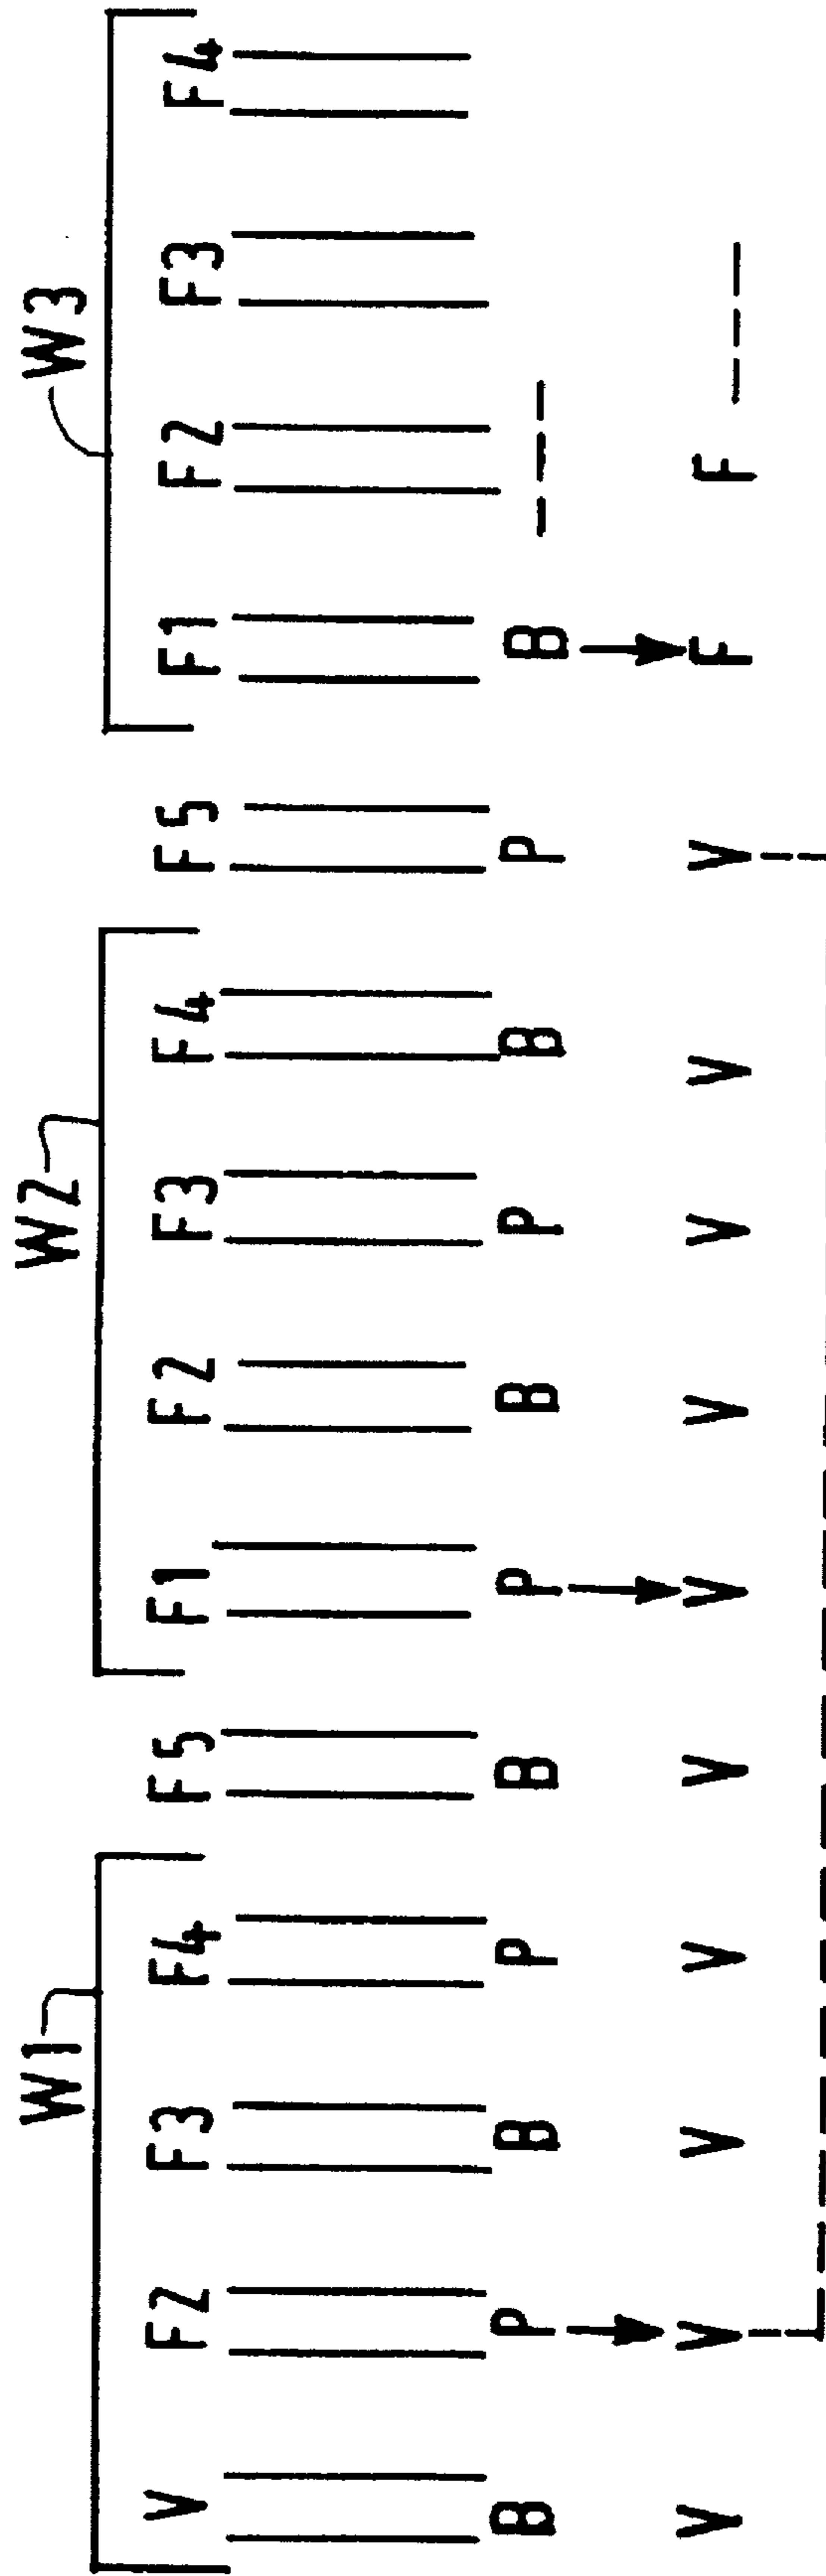 W1 W2 W3
V F2 F3 F4 F5 F1 F2 F3 F4 F5 F1 F2 F3 F4
B P B P B P B P B P B
V V V V V V V V V V F F